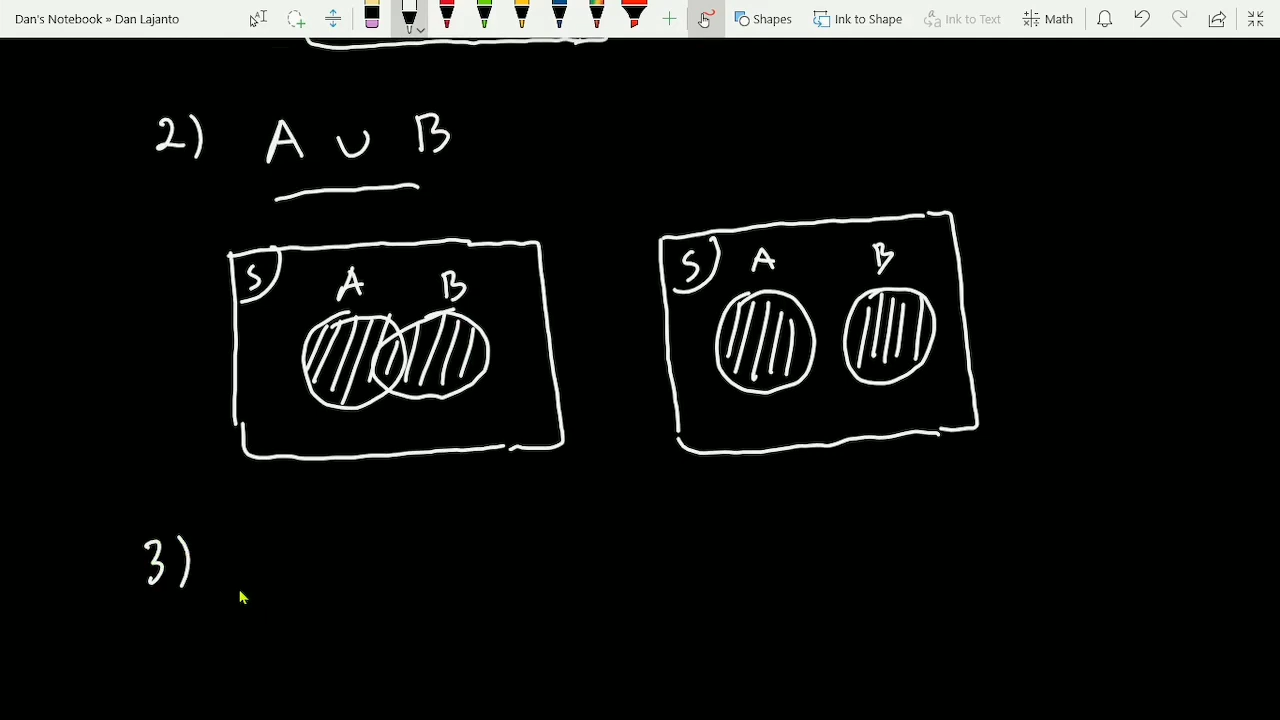 Dan's Notebook » Dan Lajanto
Shapes
Ink to Shape
Ink to Text
Math
2) A ∪ B
S A B
S A B
3)